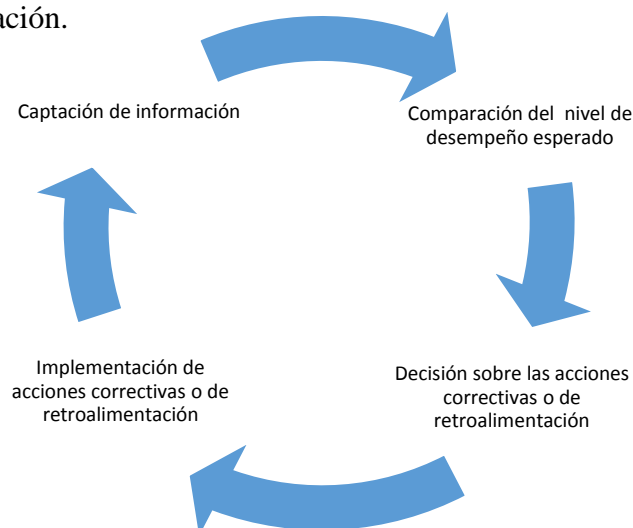 ación.
Captación de información
Comparación del nivel de
desempeño esperado
Decisión sobre las acciones
correctivas o de
retroalimentación
Implementación de
acciones correctivas o de
retroalimentación